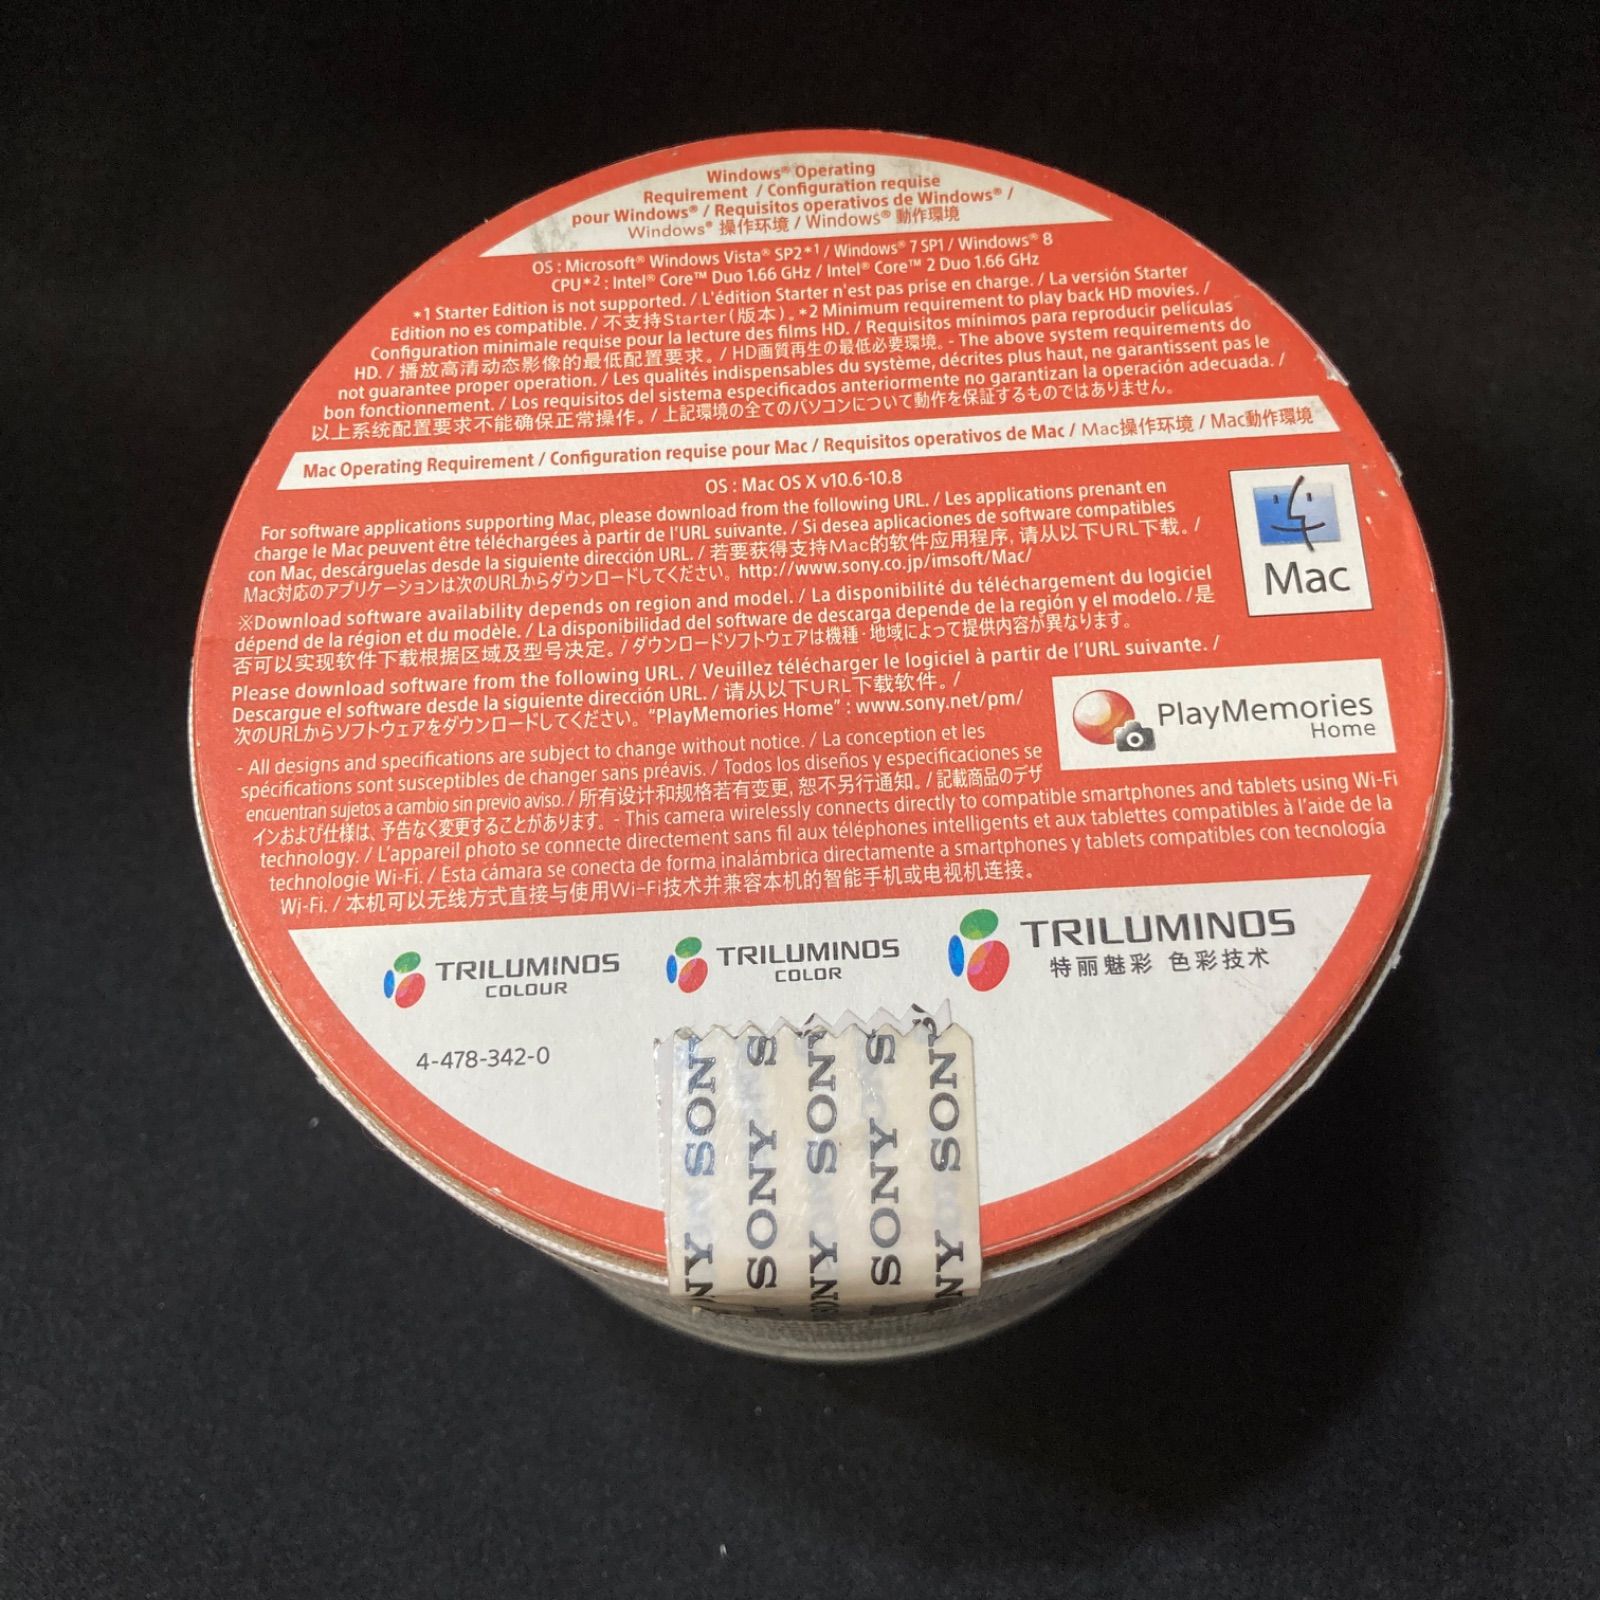 Windows® Operating
Requirement / Configuration requise
pour Windows® / Requisitos operativos de Windows® /
Windows® 操作环境 / Windows® 動作環境
OS : Microsoft® Windows Vista® SP2*1 / Windows® 7 SP1 / Windows® 8
CPU*2 : Intel® Core™ Duo 1.66 GHz / Intel® Core™ 2 Duo 1.66 GHz
*1 Starter Edition is not supported. / L'édition Starter n'est pas prise en charge. / La versión Starter
Edition no es compatible. / 不支持Starter(版本)。*2 Minimum requirement to play back HD movies. /
Configuration minimale requise pour la lecture des films HD. / Requisitos mínimos para reproducir películas
HD. / 播放高清动态影像的最低配置要求。/ HD画質再生の最低必要環境。- The above system requirements do
not guarantee proper operation. / Les qualités indispensables du système, décrites plus haut, ne garantissent pas le
bon fonctionnement. / Los requisitos del sistema especificados anteriormente no garantizan la operación adecuada. /
以上系统配置要求不能确保正常操作。/ 上記環境の全てのパソコンについて動作を保証するものではありません。
Mac Operating Requirement / Configuration requise pour Mac / Requisitos operativos de Mac / Mac操作环境 / Mac動作環境
OS : Mac OS X v10.6-10.8
For software applications supporting Mac, please download from the following URL. / Les applications prenant en
charge le Mac peuvent être téléchargées à partir de l'URL suivante. / Si desea aplicaciones de software compatibles
con Mac, descárguelas desde la siguiente dirección URL. / 若要获得支持Mac的软件应用程序, 请从以下URL下载。/
Mac対応のアプリケーションは次のURLからダウンロードしてください。http://www.sony.co.jp/imsoft/Mac/
Mac
※Download software availability depends on region and model. / La disponibilité du téléchargement du logiciel
dépend de la région et du modèle. / La disponibilidad del software de descarga depende de la región y el modelo. / 是
否可以实现软件下载根据区域及型号决定。/ ダウンロードソフトウェアは機種・地域によって提供内容が異なります。
Please download software from the following URL. / Veuillez télécharger le logiciel à partir de l'URL suivante. /
Descargue el software desde la siguiente dirección URL. / 请从以下URL下载软件。/
次のURLからソフトウェアをダウンロードしてください。"PlayMemories Home" : www.sony.net/pm/
PlayMemories
Home
- All designs and specifications are subject to change without notice. / La conception et les
spécifications sont susceptibles de changer sans préavis. / Todos los diseños y especificaciones se
encuentran sujetos a cambio sin previo aviso. / 所有设计和规格若有变更, 恕不另行通知。/ 記載商品のデザ
インおよび仕様は、予告なく変更することがあります。- This camera wirelessly connects directly to compatible smartphones and tablets using Wi-Fi
technology. / L'appareil photo se connecte directement sans fil aux téléphones intelligents et aux tablettes compatibles à l'aide de la
technologie Wi-Fi. / Esta cámara se conecta de forma inalámbrica directamente a smartphones y tablets compatibles con tecnología
Wi-Fi. / 本机可以无线方式直接与使用Wi-Fi技术并兼容本机的智能手机或电视机连接。
TRILUMINOS
COLOUR
TRILUMINOS
COLOR
TRILUMINOS
特丽魅彩 色彩技术
4-478-342-0
NY SON
SONY S
NY SON
SONY S
NY SON